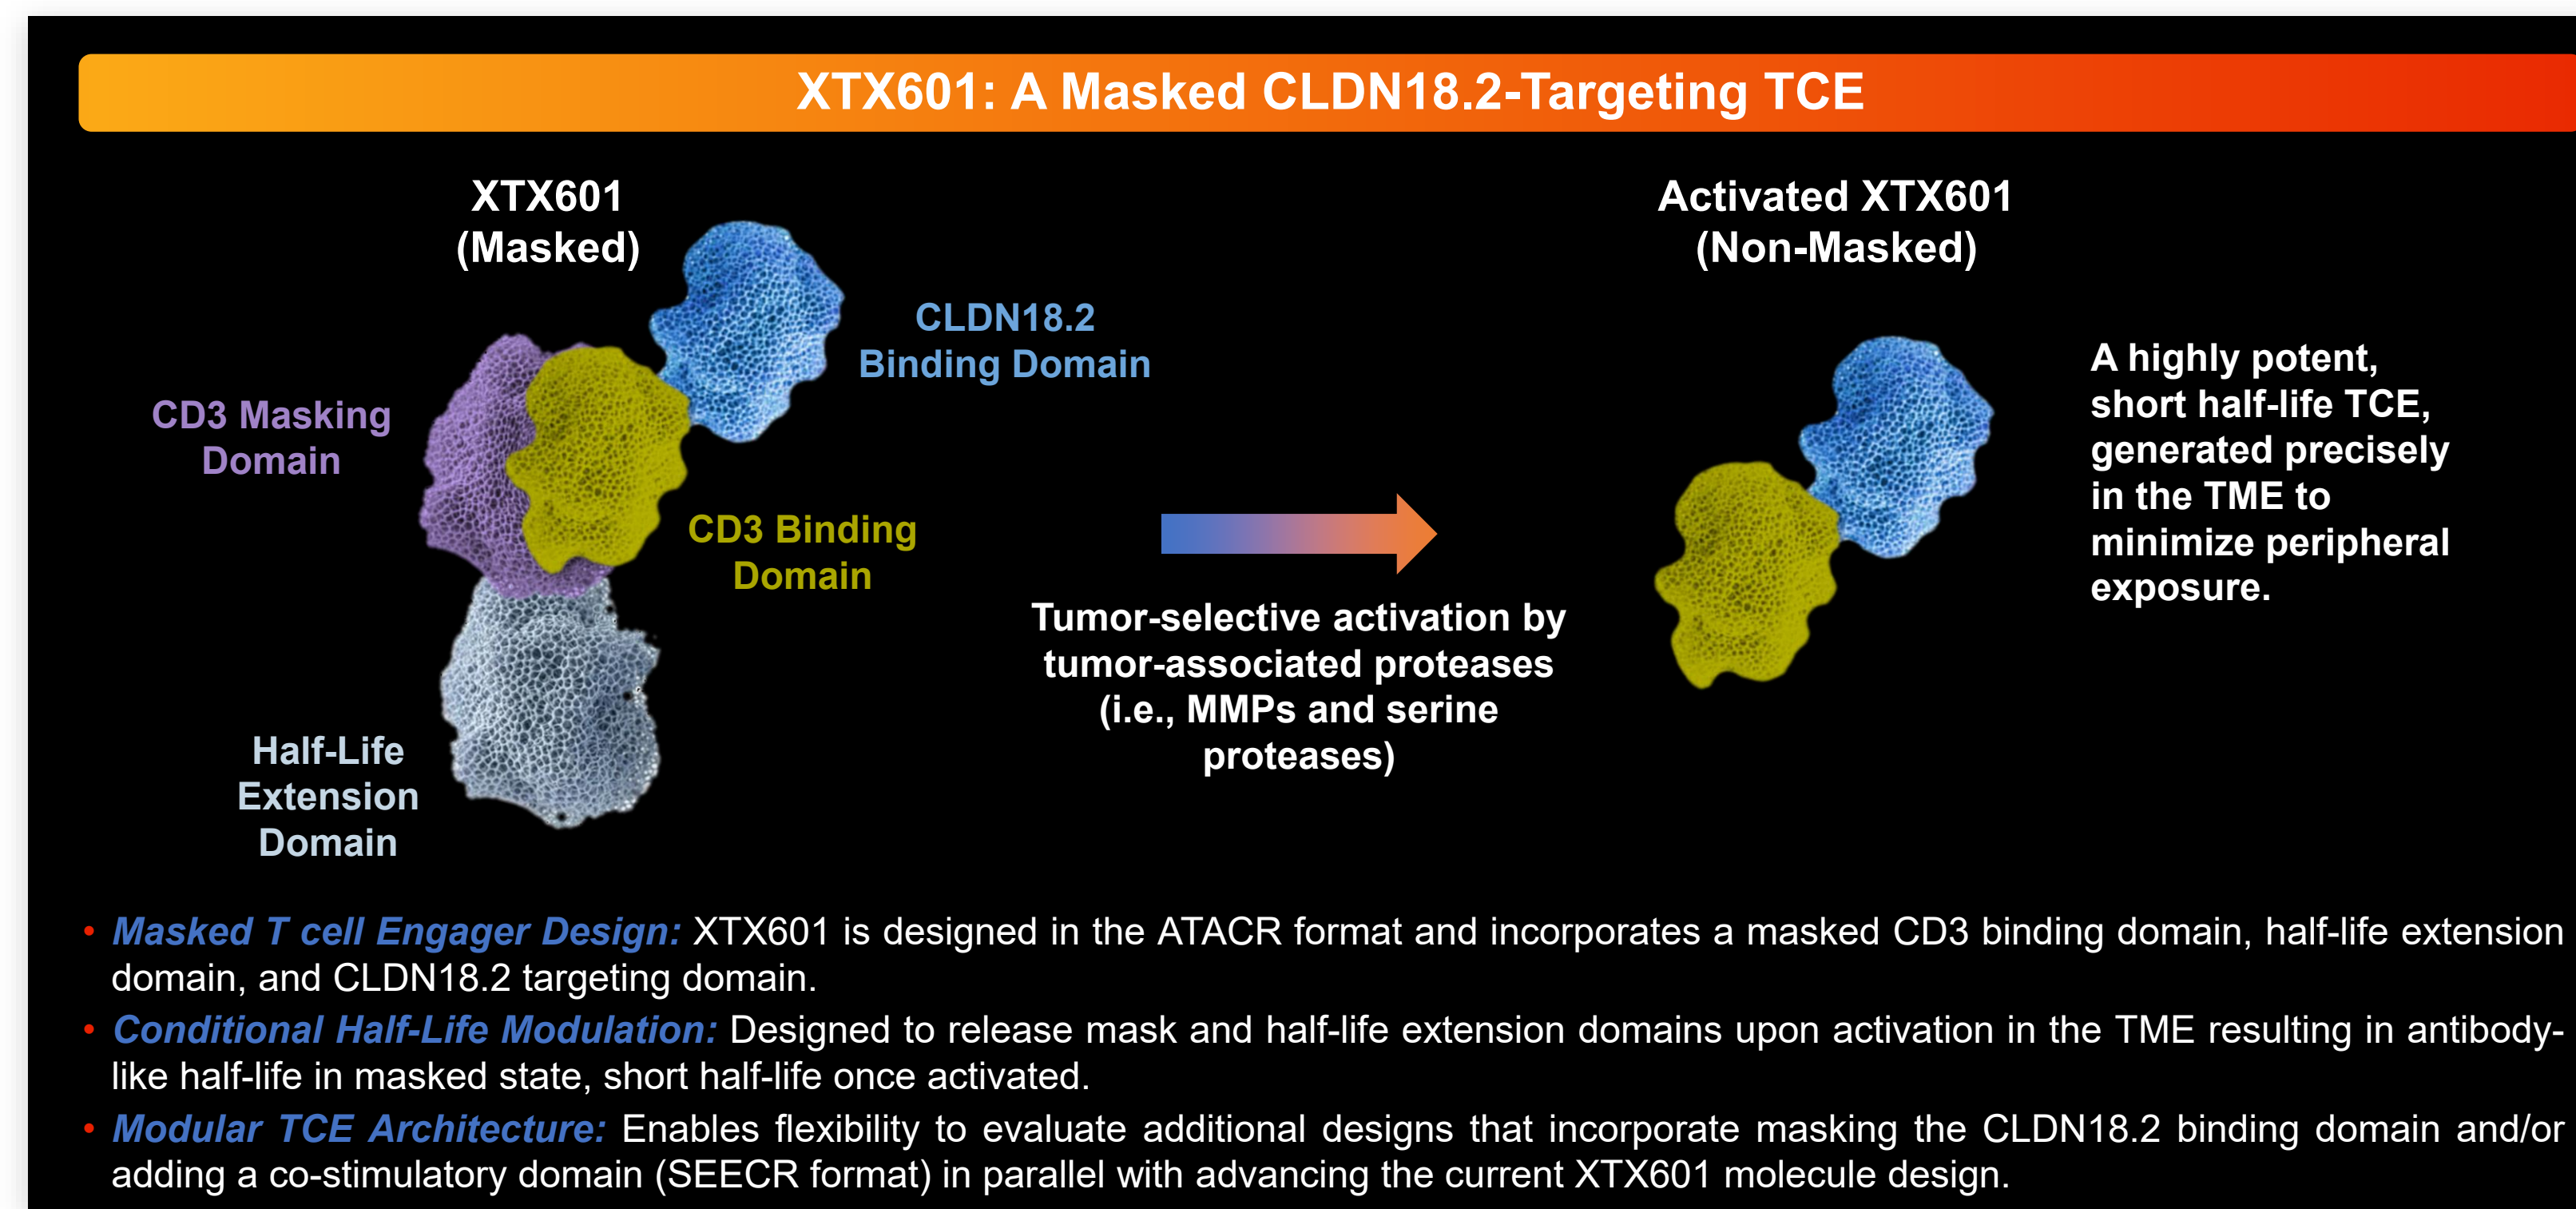 XTX601: A Masked CLDN18.2-Targeting TCE
XTX601
(Masked)
CLDN18.2
Binding Domain
CD3 Masking
Domain
CD3 Binding
Domain
Half-Life
Extension
Domain
Tumor-selective activation by
tumor-associated proteases
(i.e., MMPs and serine
proteases)
Activated XTX601
(Non-Masked)
A highly potent,
short half-life TCE,
generated precisely
in the TME to
minimize peripheral
exposure.
• Masked T cell Engager Design: XTX601 is designed in the ATACR format and incorporates a masked CD3 binding domain, half-life extension
domain, and CLDN18.2 targeting domain.
• Conditional Half-Life Modulation: Designed to release mask and half-life extension domains upon activation in the TME resulting in antibody-
like half-life in masked state, short half-life once activated.
• Modular TCE Architecture: Enables flexibility to evaluate additional designs that incorporate masking the CLDN18.2 binding domain and/or
adding a co-stimulatory domain (SEECR format) in parallel with advancing the current XTX601 molecule design.